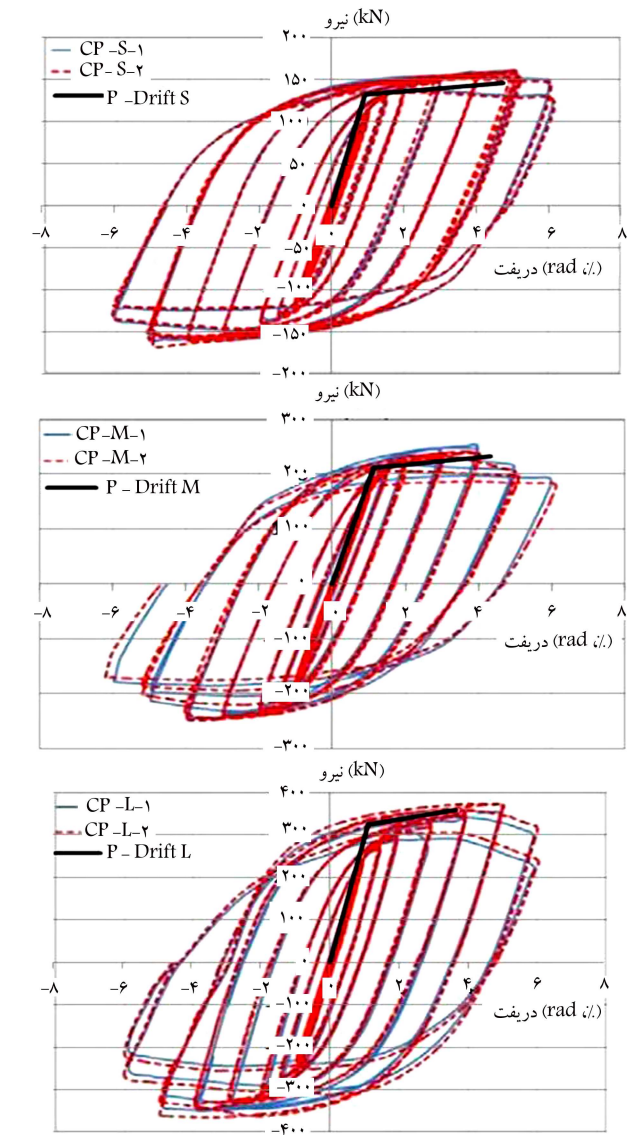 نیرو (kN)
۲۰۰
CP -S-۱
CP- S-۲
P -Drift S
۱۵۰
۱۰۰
۵۰
۰
-۸ -۶ -۴ -۲ ۰ ۲ ۴ ۶ ۸
-۵۰
دریفت (rad ،٪)
-۱۰۰
-۱۵۰
-۲۰۰
نیرو (kN)
۳۰۰
CP-M-۱
CP-M-۲
P - Drift M
۲۰۰
۱۰۰
۰
-۸ -۶ -۴ -۲ ۰ ۲ ۴ ۶ ۸
-۱۰۰
دریفت (rad ،٪)
-۲۰۰
-۳۰۰
نیرو (kN)
۴۰۰
CP -L-۱
CP -L-۲
P - Drift L
۳۰۰
۲۰۰
۱۰۰
۰
-۸ -۶ -۴ -۲ ۰ ۲ ۴ ۶ ۸
-۱۰۰
دریفت (rad ،٪)
-۲۰۰
-۳۰۰
-۴۰۰